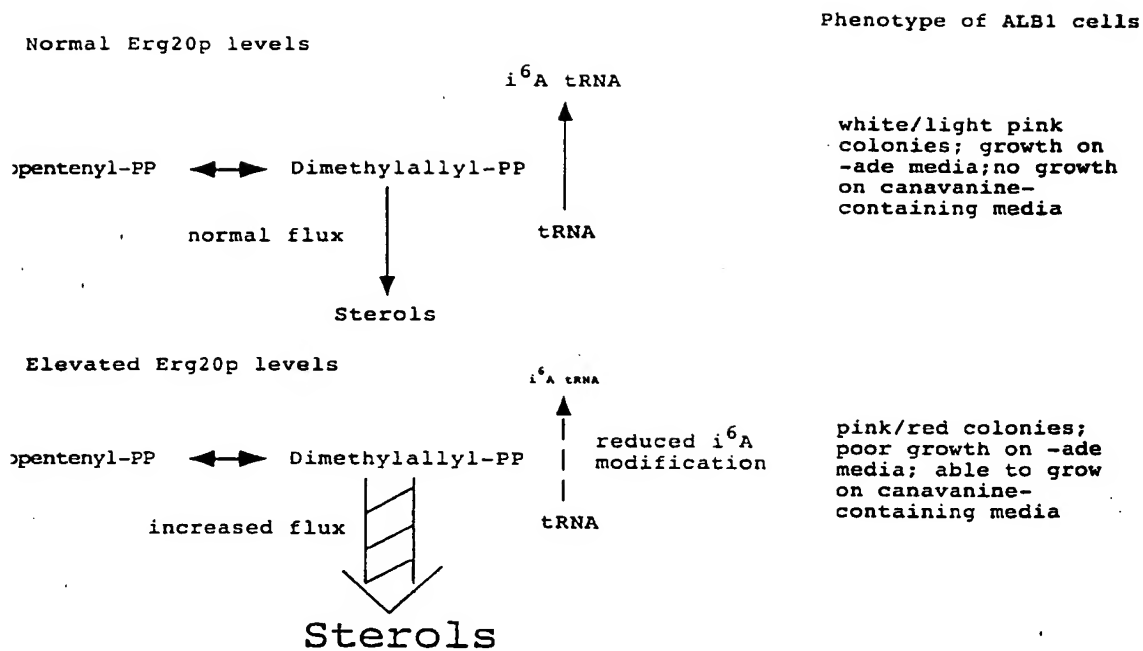 Phenotype of ALB1 cells
Normal Erg20p levels
i⁶A tRNA
white/light pink
colonies; growth on
-ade media;no growth
on canavanine-
containing media
opentenyl-PP
Dimethylallyl-PP
normal flux
tRNA
Sterols
Elevated Erg20p levels
i⁶A tRNA
reduced i⁶A
modification
pink/red colonies;
poor growth on -ade
media; able to grow
on canavanine-
containing media
opentenyl-PP
Dimethylallyl-PP
increased flux
tRNA
Sterols